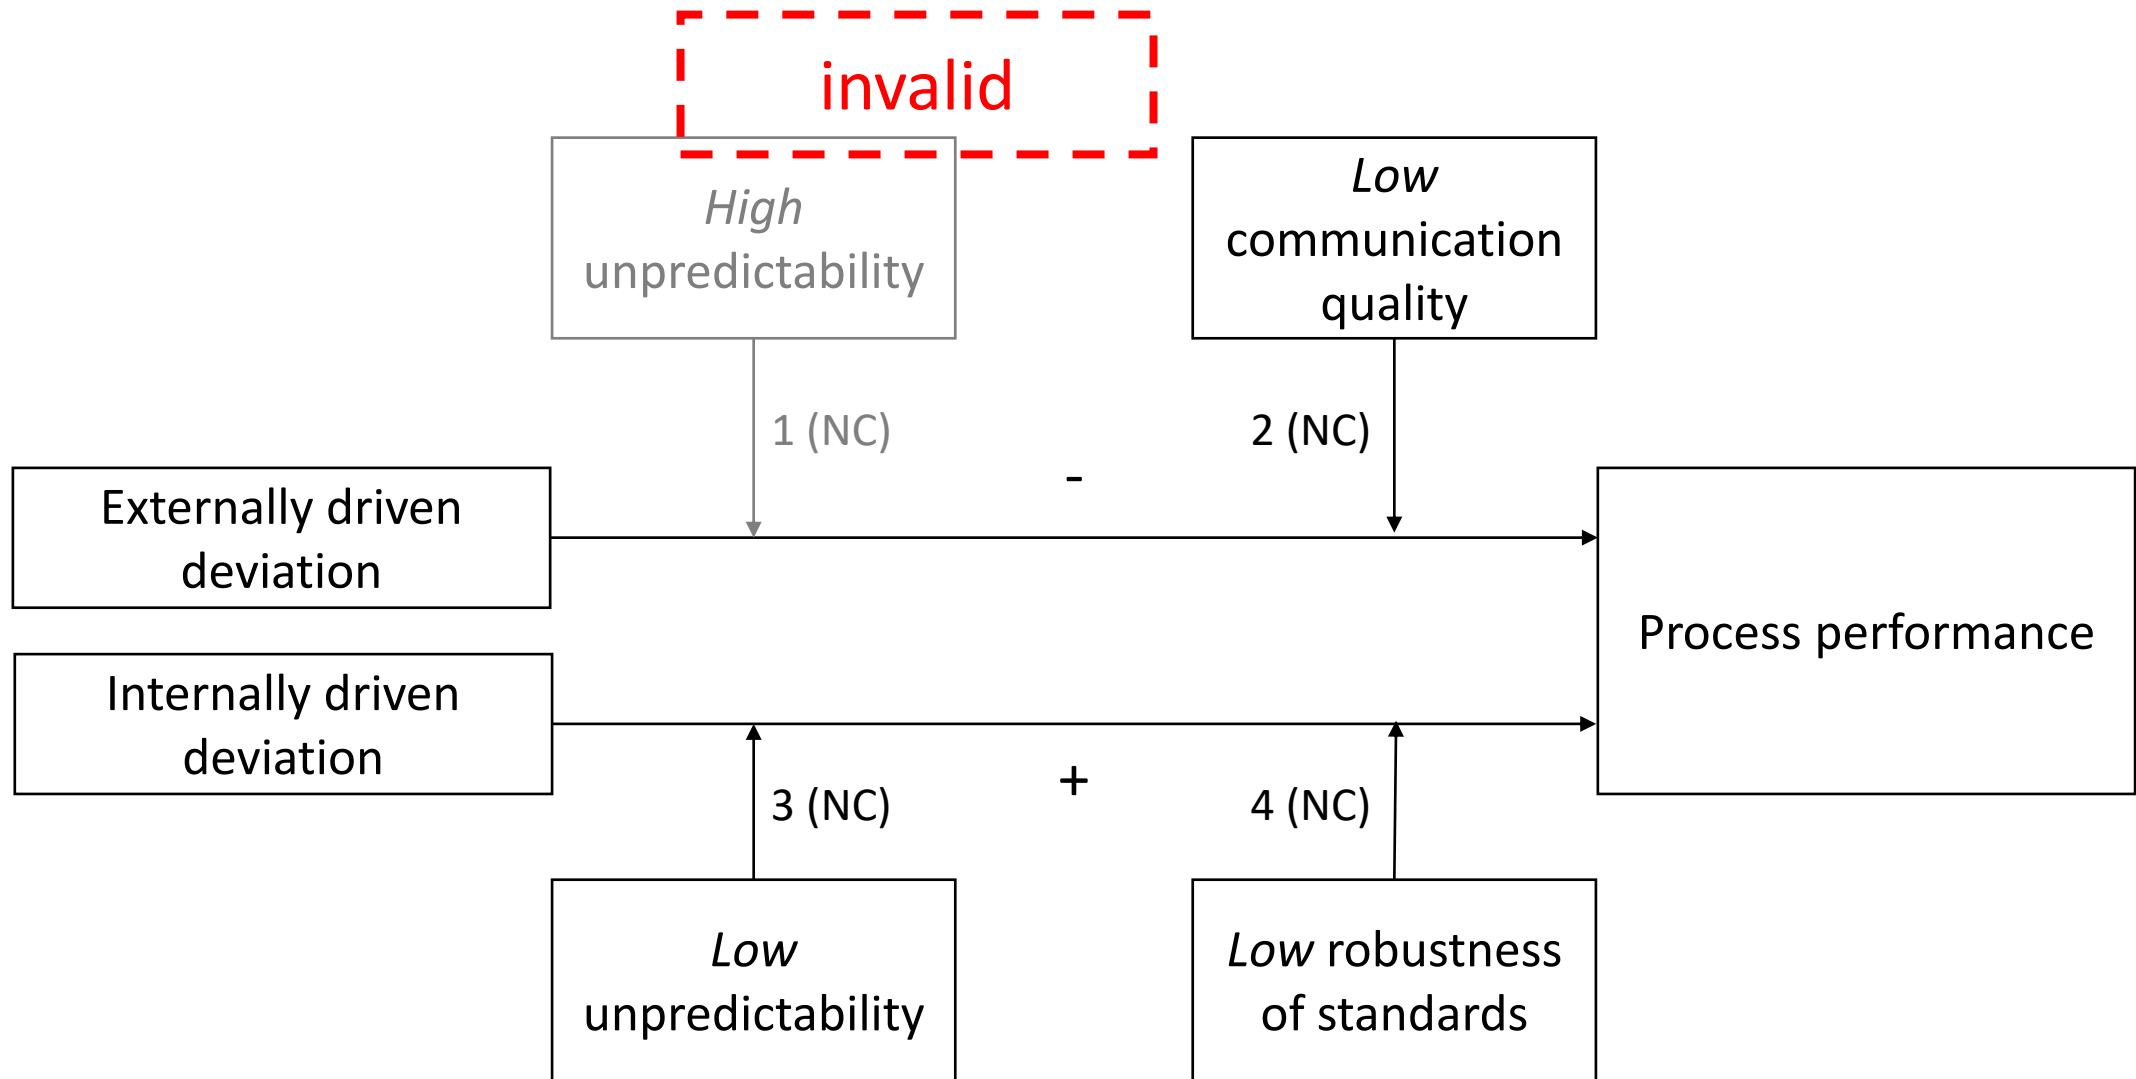 invalid
High
unpredictability
Low
communication
quality
1 (NC)
2 (NC)
-
Externally driven
deviation
Process performance
Internally driven
deviation
+
3 (NC)
4 (NC)
Low
unpredictability
Low robustness
of standards